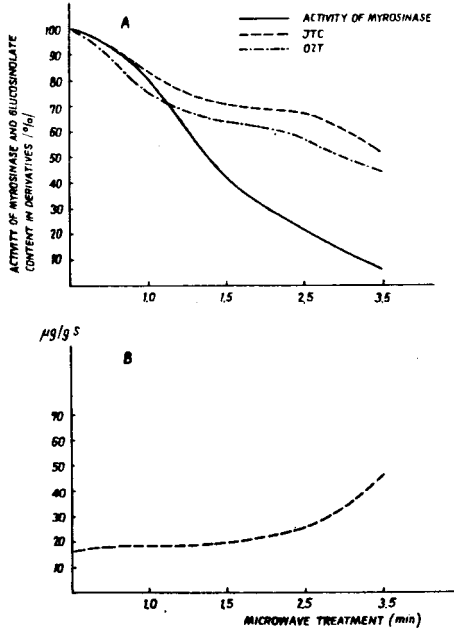 A
ACTIVITY OF MYROSINASE
JTC
OZT
ACTIVITY OF MYROSINASE AND GLUCOSINOLATE
CONTENT IN DERIVATIVES /%/
100
90
80
70
60
50
40
30
20
10
1,0
1,5
2,5
3,5
μg/g s
B
70
60
50
40
30
20
10
1,0
1,5
2,5
3,5
MICROWAVE TREATMENT (min)